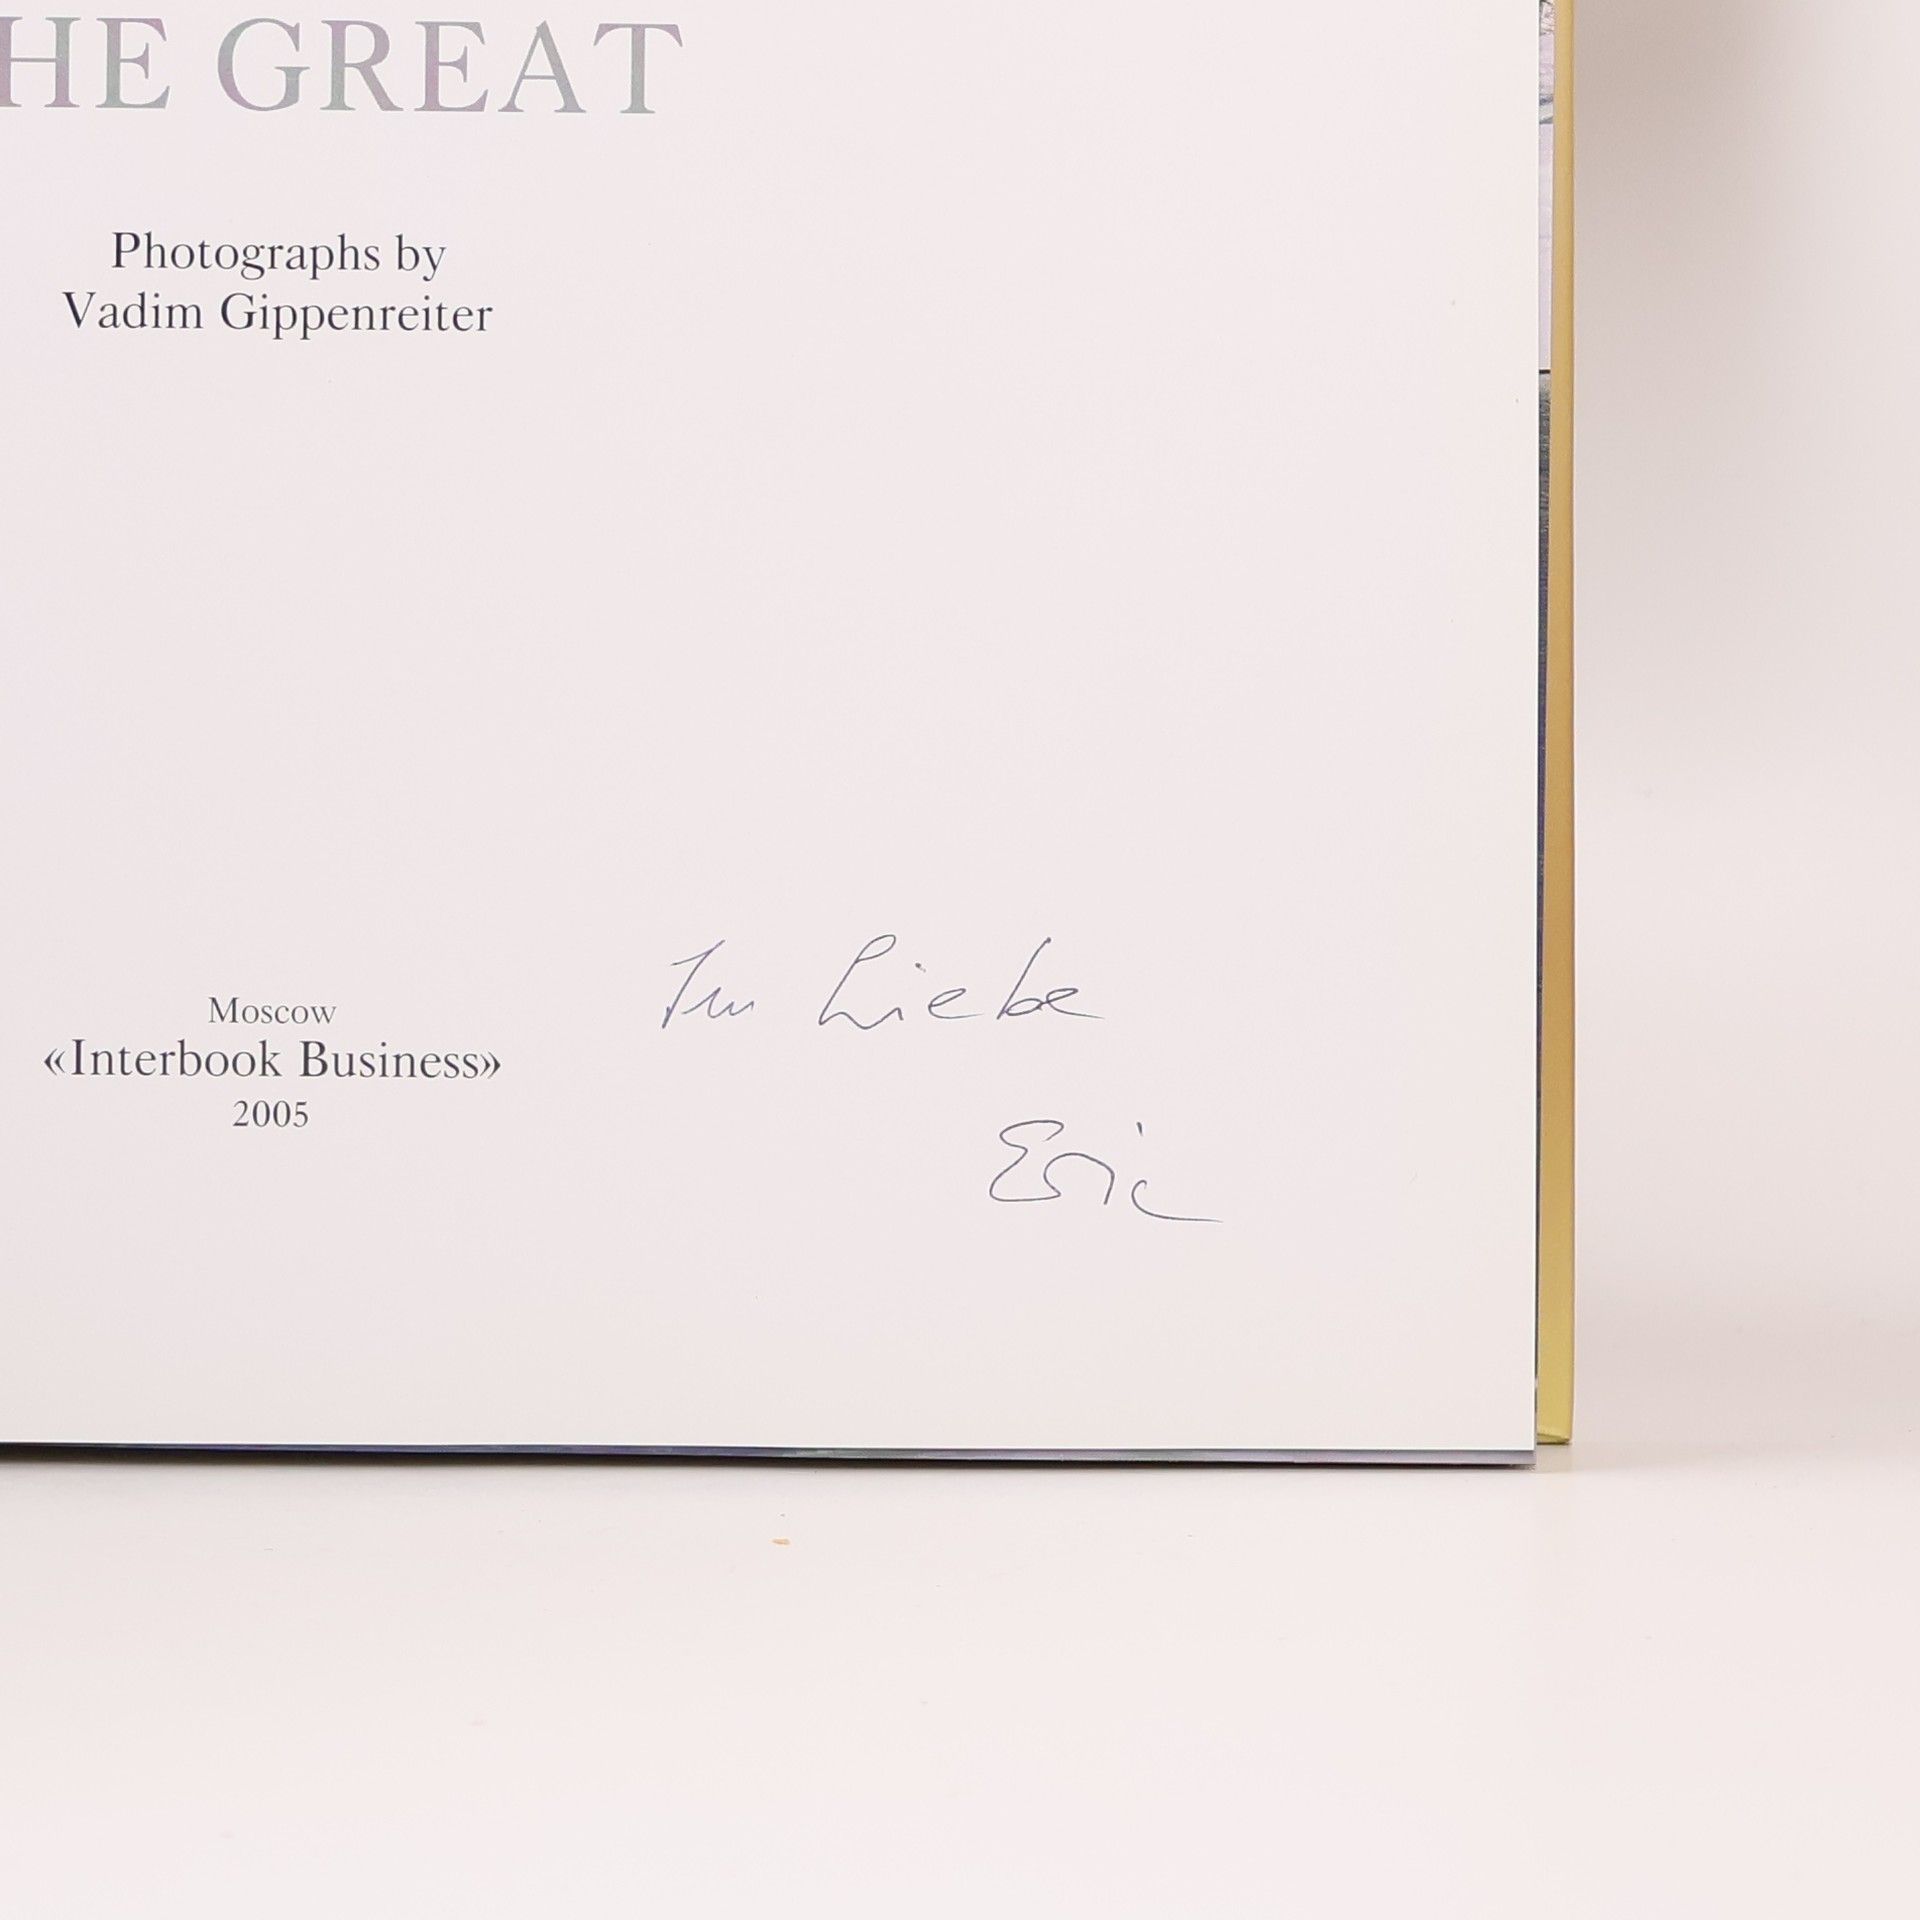 HE GREAT
Photographs by
Vadim Gippenreiter
Moscow
«Interbook Business»
2005
In Liebe
Eric